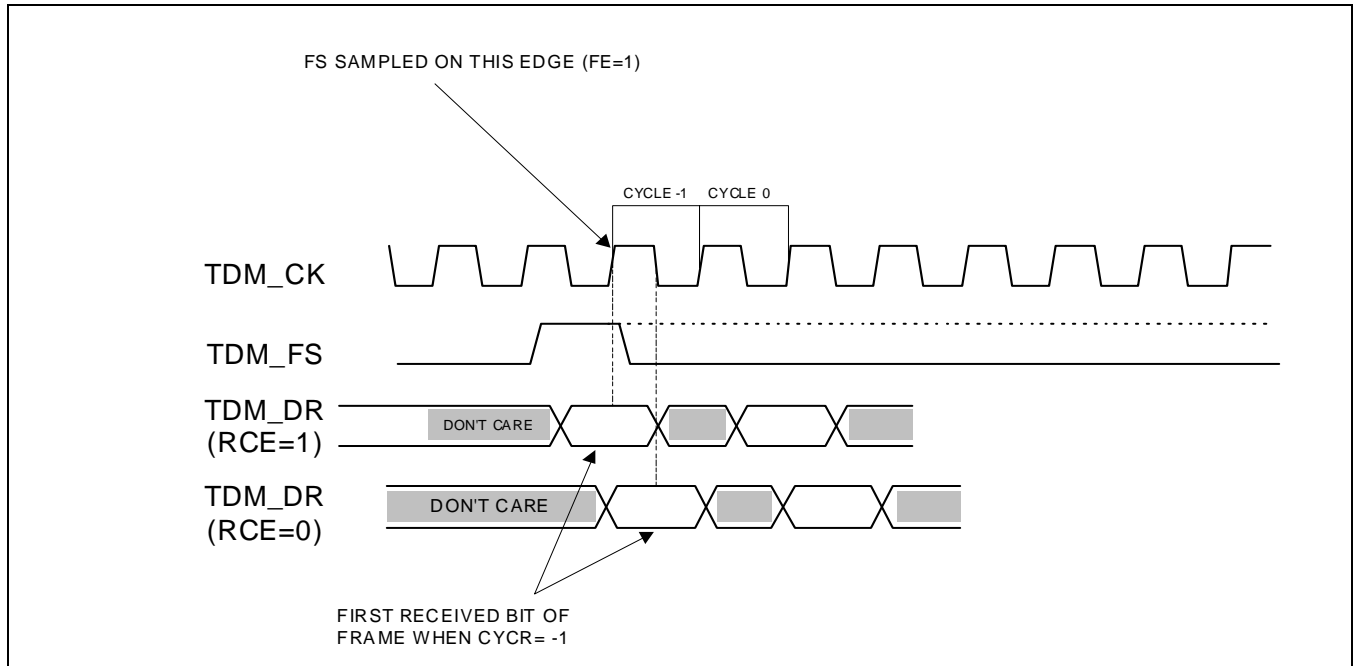 FS SAMPLED ON THIS EDGE (FE=1)
CYCLE -1 CYCLE 0
TDM_CK
TDM_FS
TDM_DR
(RCE=1)
DON'T CARE
TDM_DR
(RCE=0)
DON'T CARE
FIRST RECEIVED BIT OF
FRAME WHEN CYCR= -1